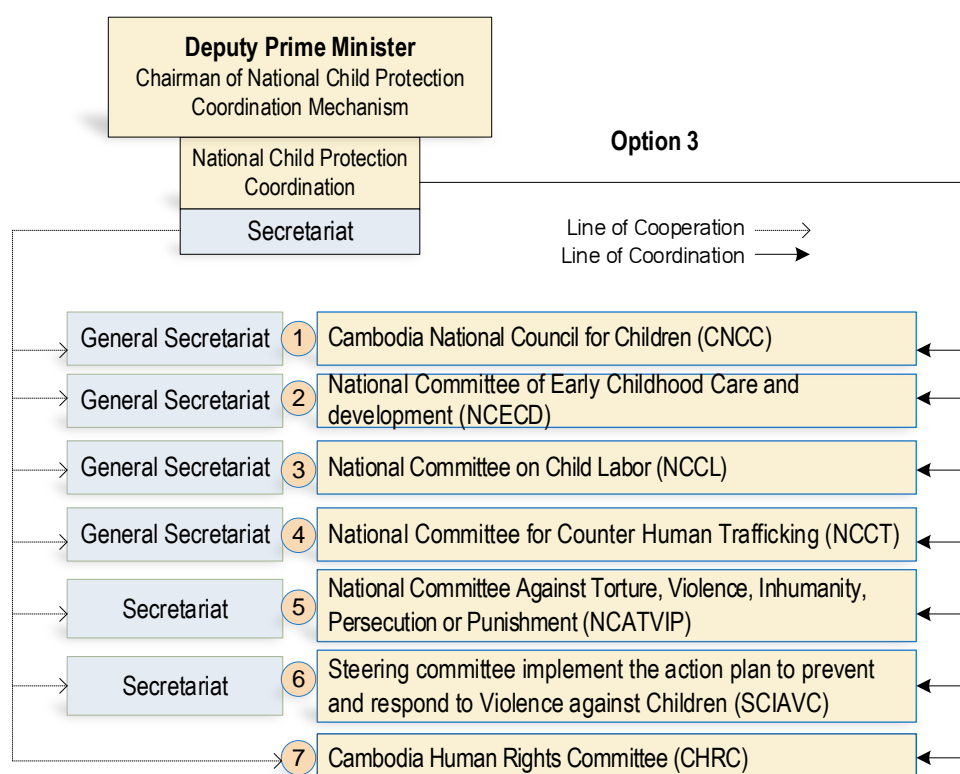 Deputy Prime Minister
Chairman of National Child Protection
Coordination Mechanism
National Child Protection
Coordination
Secretariat
Option 3
Line of Cooperation
Line of Coordination
General Secretariat 1 Cambodia National Council for Children (CNCC)
General Secretariat 2 National Committee of Early Childhood Care and
development (NCECD)
General Secretariat 3 National Committee on Child Labor (NCCL)
General Secretariat 4 National Committee for Counter Human Trafficking (NCCT)
Secretariat 5 National Committee Against Torture, Violence, Inhumanity,
Persecution or Punishment (NCATVIP)
Secretariat 6 Steering committee implement the action plan to prevent
and respond to Violence against Children (SCIAVC)
7 Cambodia Human Rights Committee (CHRC)